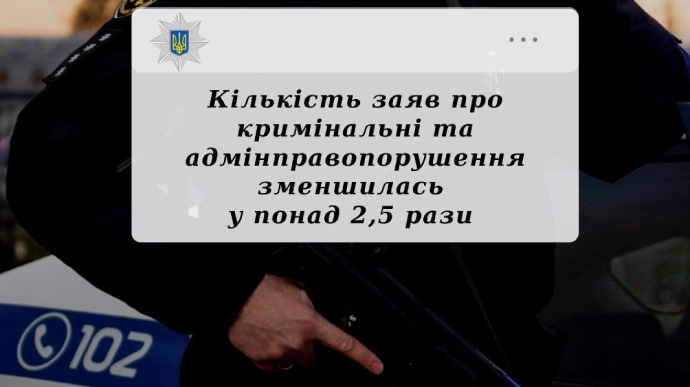 Кількість заяв про
кримінальні та
адмінправопорушення
зменшилась
у понад 2,5 рази
102